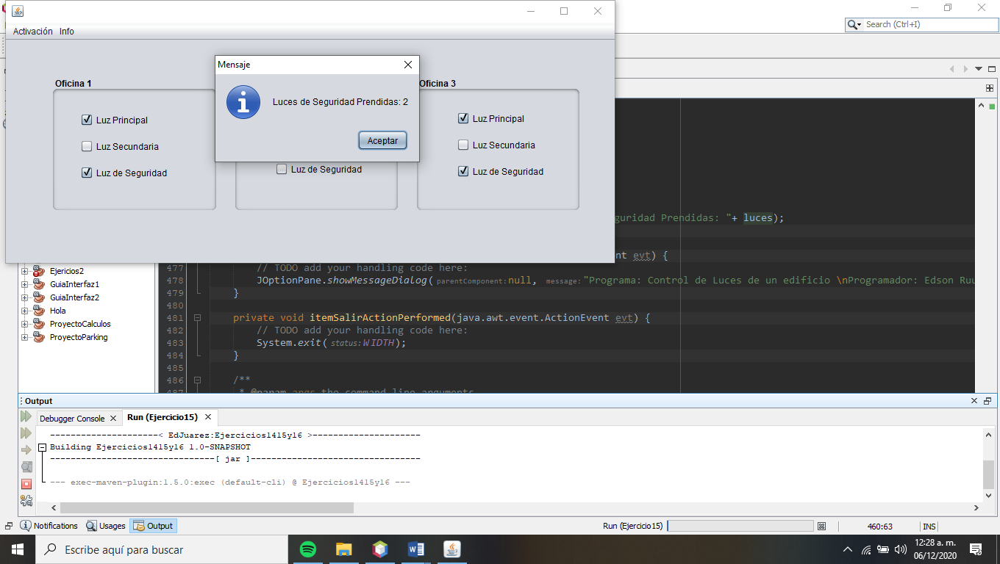 Activación Info
Search (Ctrl+I)
Mensaje
Luces de Seguridad Prendidas: 2
Aceptar
Oficina 1
Luz Principal
Luz Secundaria
Luz de Seguridad
Luz de Seguridad
Oficina 3
Luz Principal
Luz Secundaria
Luz de Seguridad
guridad Prendidas: "+ luces);
nt evt) {
Ejericios2
GuiaInterfaz1
GuiaInterfaz2
Hola
ProyectoCalculos
ProyectoParking
477 // TODO add your handling code here:
478 JOptionPane.showMessageDialog( parentComponent: null, message: "Programa: Control de Luces de un edificio \nProgramador: Edson Ruu
479 }
480
481 private void itemSalirActionPerformed(java.awt.event.ActionEvent evt) {
482 // TODO add your handling code here:
483 System.exit( status: WIDTH);
484 }
485
486 /**
487 * @param args the command line arguments
Output
Debugger Console Run (Ejercicio15)
---------------------< EdJuarez:Ejercicios1415y16 >---------------------
Building Ejercicios1415y16 1.0-SNAPSHOT
--------------------------------[ jar ]---------------------------------
--- exec-maven-plugin:1.5.0:exec (default-cli) @ Ejercicios1415y16 ---
Notifications Usages Output Run (Ejercicio15) 460:63 INS
Escribe aquí para buscar
12:28 a. m.
06/12/2020